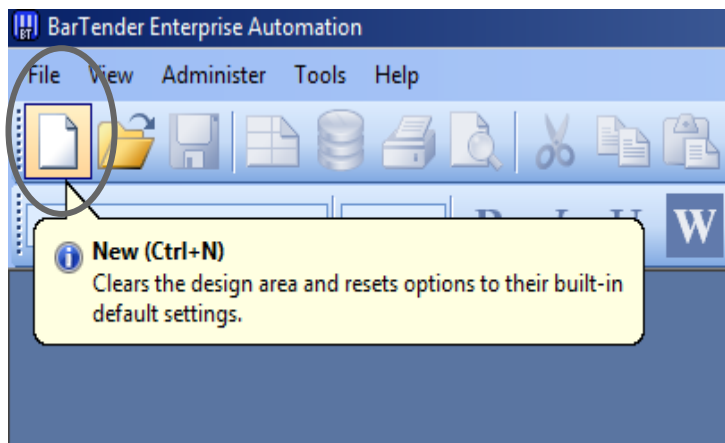 BT
BarTender Enterprise Automation
File View Administer Tools Help
W
New (Ctrl+N)
Clears the design area and resets options to their built-in
default settings.